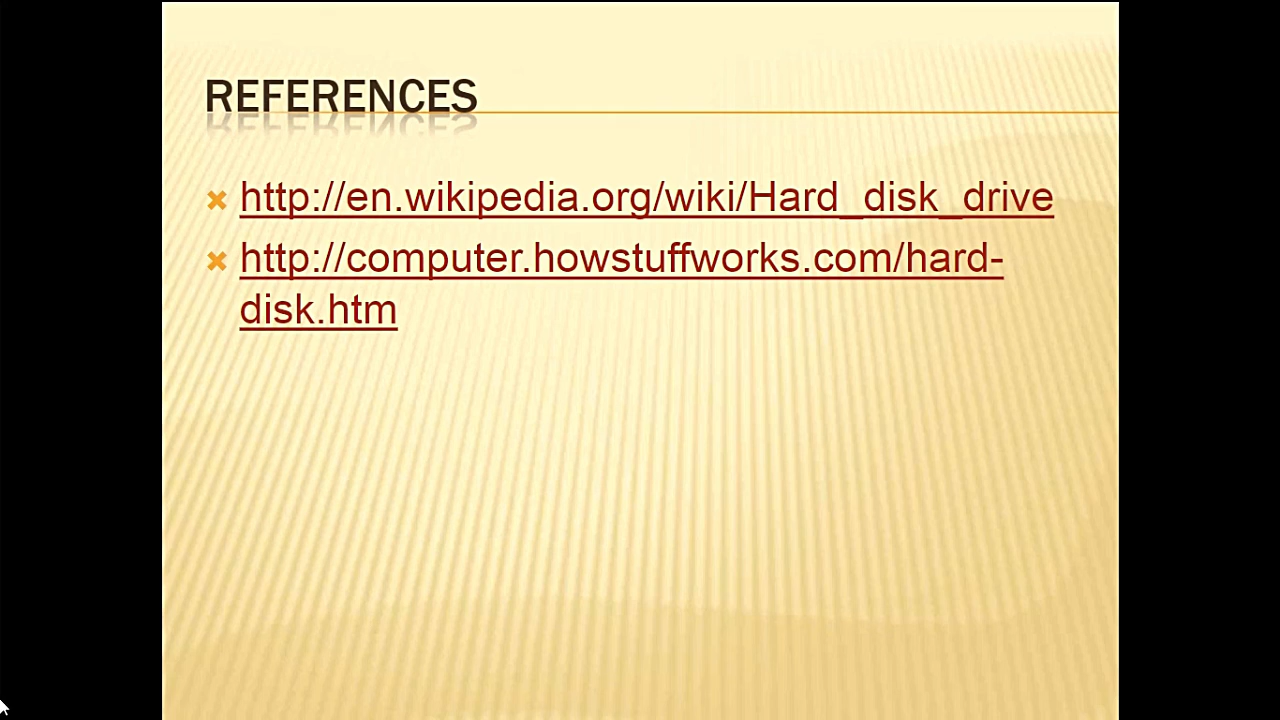 REFERENCES
http://en.wikipedia.org/wiki/Hard_disk_drive
http://computer.howstuffworks.com/hard-
disk.htm